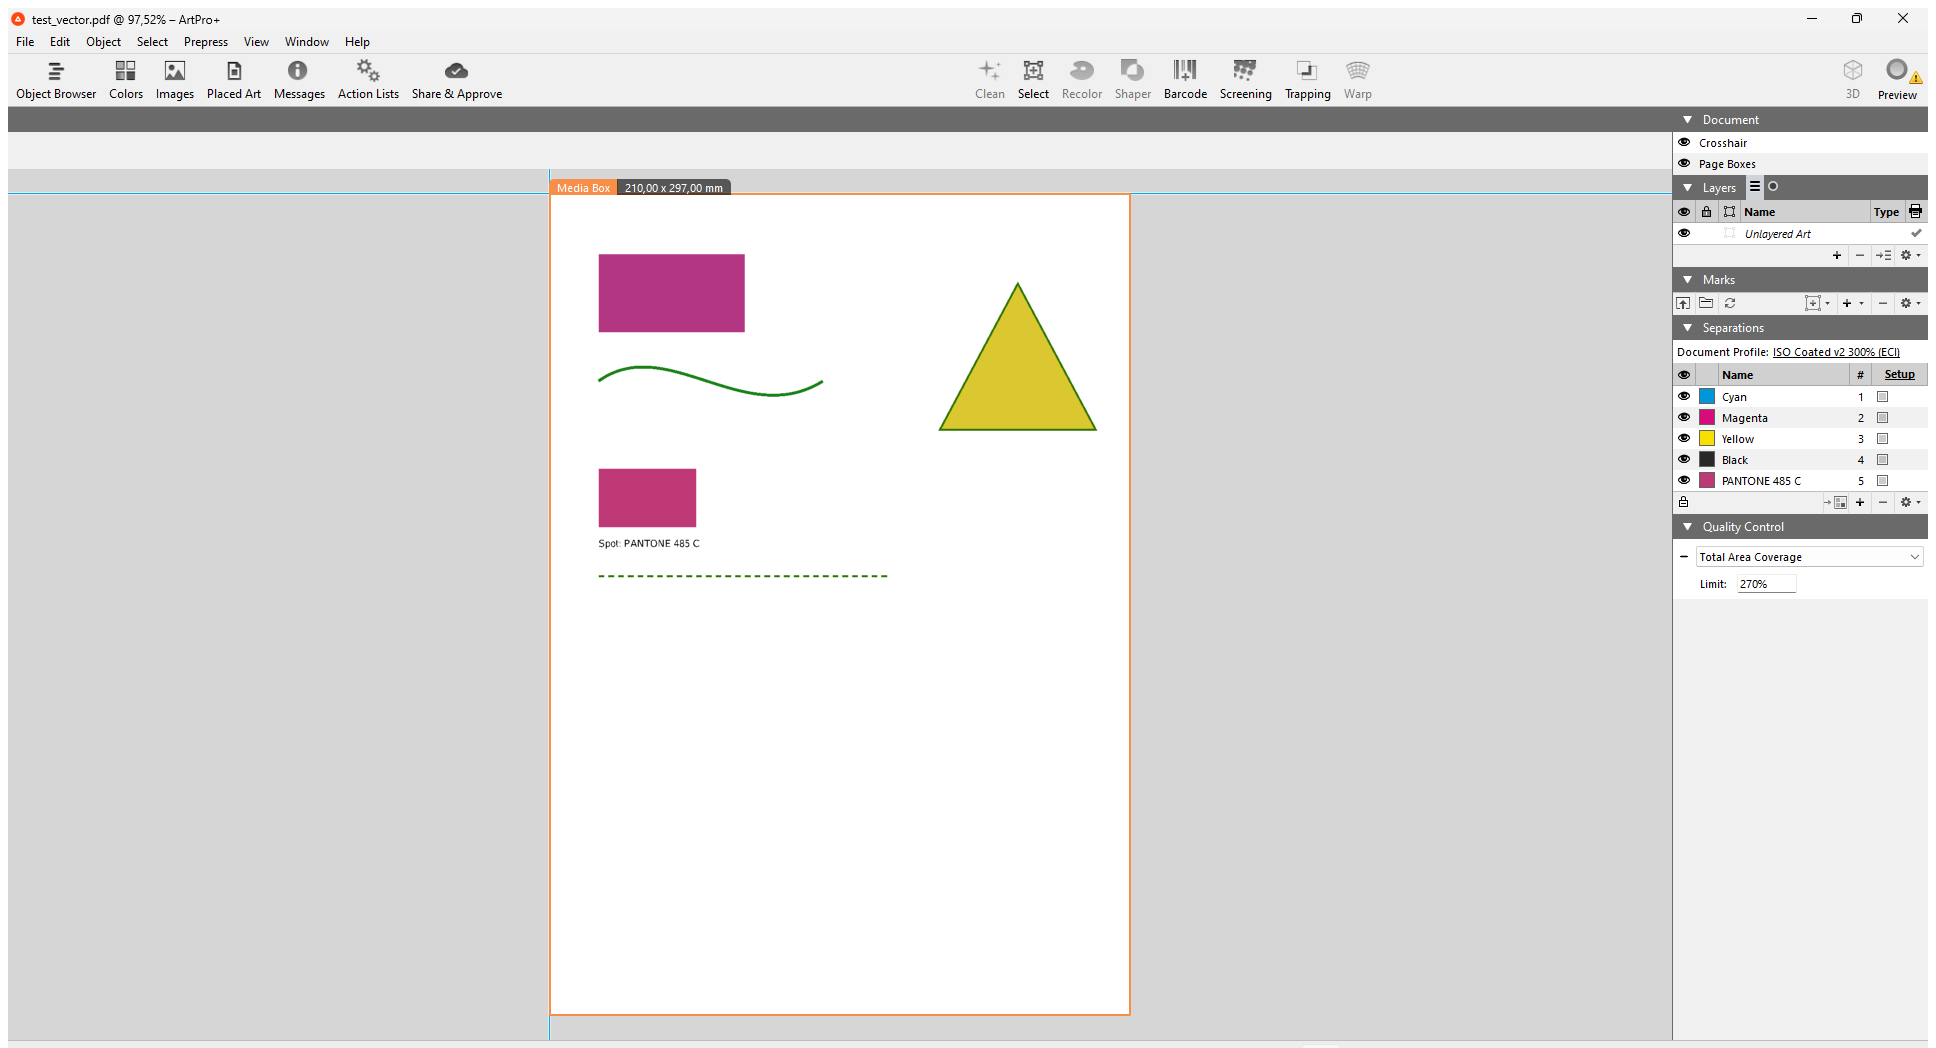 test_vector.pdf @ 97,52% – ArtPro+
File Edit Object Select Prepress View Window Help
Object Browser Colors Images Placed Art Messages Action Lists Share & Approve Clean Select Recolor Shaper Barcode Screening Trapping Warp 3D Preview
Document
Crosshair
Page Boxes
Media Box 210,00 x 297,00 mm
Layers
Name Type
Unlayered Art
Marks
Separations
Document Profile: ISO Coated v2 300% (ECI)
Name # Setup
Cyan 1
Magenta 2
Yellow 3
Black 4
PANTONE 485 C 5
Quality Control
Total Area Coverage
Limit: 270%
Spot: PANTONE 485 C